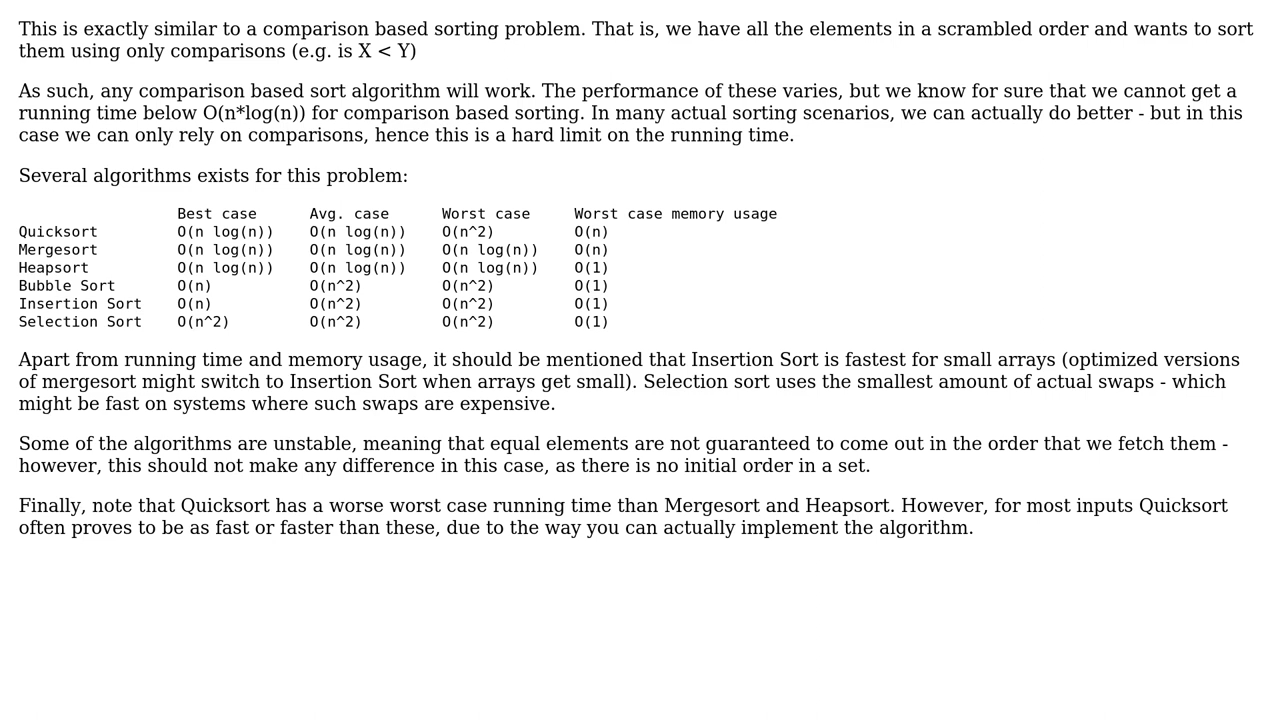 This is exactly similar to a comparison based sorting problem. That is, we have all the elements in a scrambled order and wants to sort
them using only comparisons (e.g. is X < Y)
As such, any comparison based sort algorithm will work. The performance of these varies, but we know for sure that we cannot get a
running time below O(n*log(n)) for comparison based sorting. In many actual sorting scenarios, we can actually do better - but in this
case we can only rely on comparisons, hence this is a hard limit on the running time.
Several algorithms exists for this problem:
                  Best case      Avg. case      Worst case     Worst case memory usage
Quicksort         O(n log(n))    O(n log(n))    O(n^2)         O(n)
Mergesort         O(n log(n))    O(n log(n))    O(n log(n))    O(n)
Heapsort          O(n log(n))    O(n log(n))    O(n log(n))    O(1)
Bubble Sort       O(n)           O(n^2)         O(n^2)         O(1)
Insertion Sort    O(n)           O(n^2)         O(n^2)         O(1)
Selection Sort    O(n^2)         O(n^2)         O(n^2)         O(1)
Apart from running time and memory usage, it should be mentioned that Insertion Sort is fastest for small arrays (optimized versions
of mergesort might switch to Insertion Sort when arrays get small). Selection sort uses the smallest amount of actual swaps - which
might be fast on systems where such swaps are expensive.
Some of the algorithms are unstable, meaning that equal elements are not guaranteed to come out in the order that we fetch them -
however, this should not make any difference in this case, as there is no initial order in a set.
Finally, note that Quicksort has a worse worst case running time than Mergesort and Heapsort. However, for most inputs Quicksort
often proves to be as fast or faster than these, due to the way you can actually implement the algorithm.